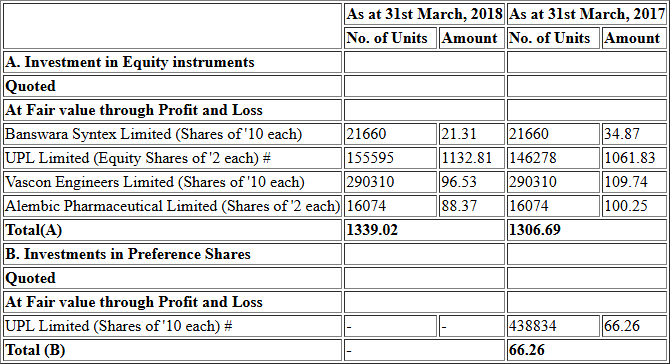 As at 31st March, 2018 As at 31st March, 2017
No. of Units Amount No. of Units Amount
A. Investment in Equity instruments
Quoted
At Fair value through Profit and Loss
Banswara Syntex Limited (Shares of '10 each) 21660 21.31 21660 34.87
UPL Limited (Equity Shares of '2 each) # 155595 1132.81 146278 1061.83
Vascon Engineers Limited (Shares of '10 each) 290310 96.53 290310 109.74
Alembic Pharmaceutical Limited (Shares of '2 each) 16074 88.37 16074 100.25
Total(A) 1339.02 1306.69
B. Investments in Preference Shares
Quoted
At Fair value through Profit and Loss
UPL Limited (Shares of '10 each) # - - 438834 66.26
Total (B) - 66.26